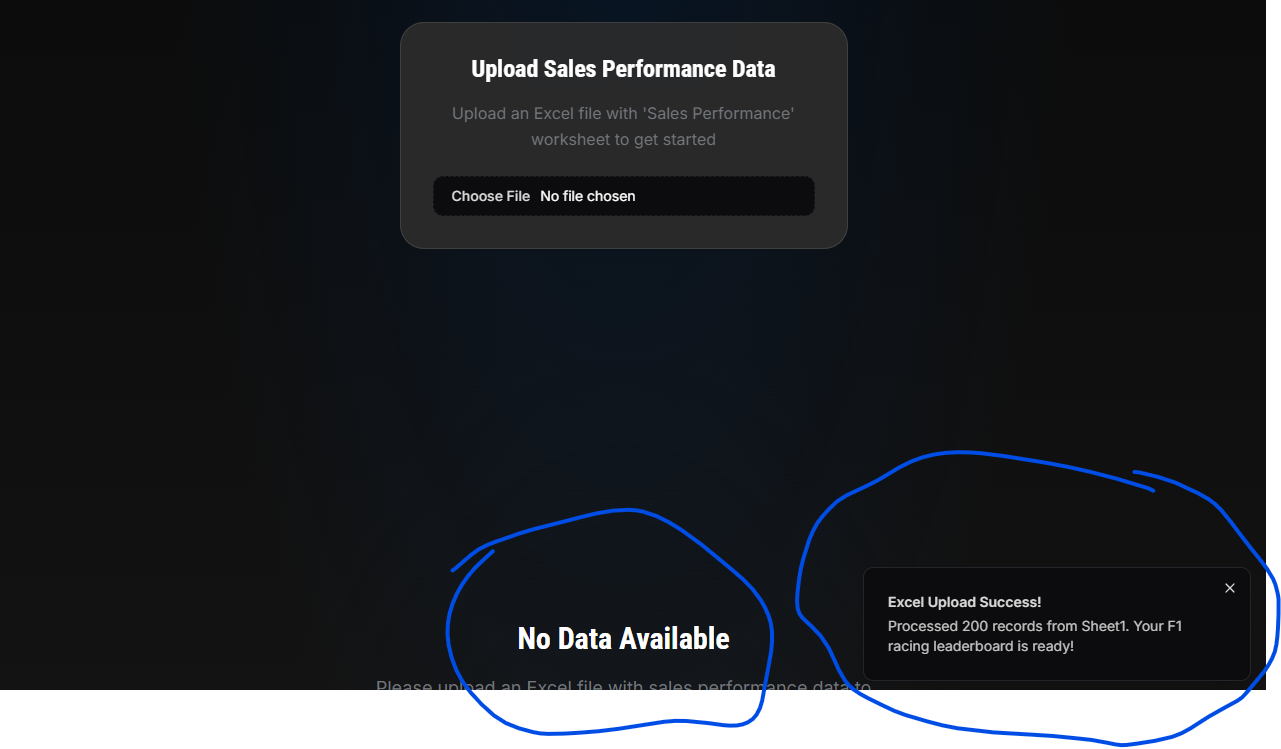 Upload Sales Performance Data
Upload an Excel file with 'Sales Performance'
worksheet to get started
Choose File No file chosen
No Data Available
Please upload an Excel file with sales performance data to
Excel Upload Success!
Processed 200 records from Sheet1. Your F1
racing leaderboard is ready!